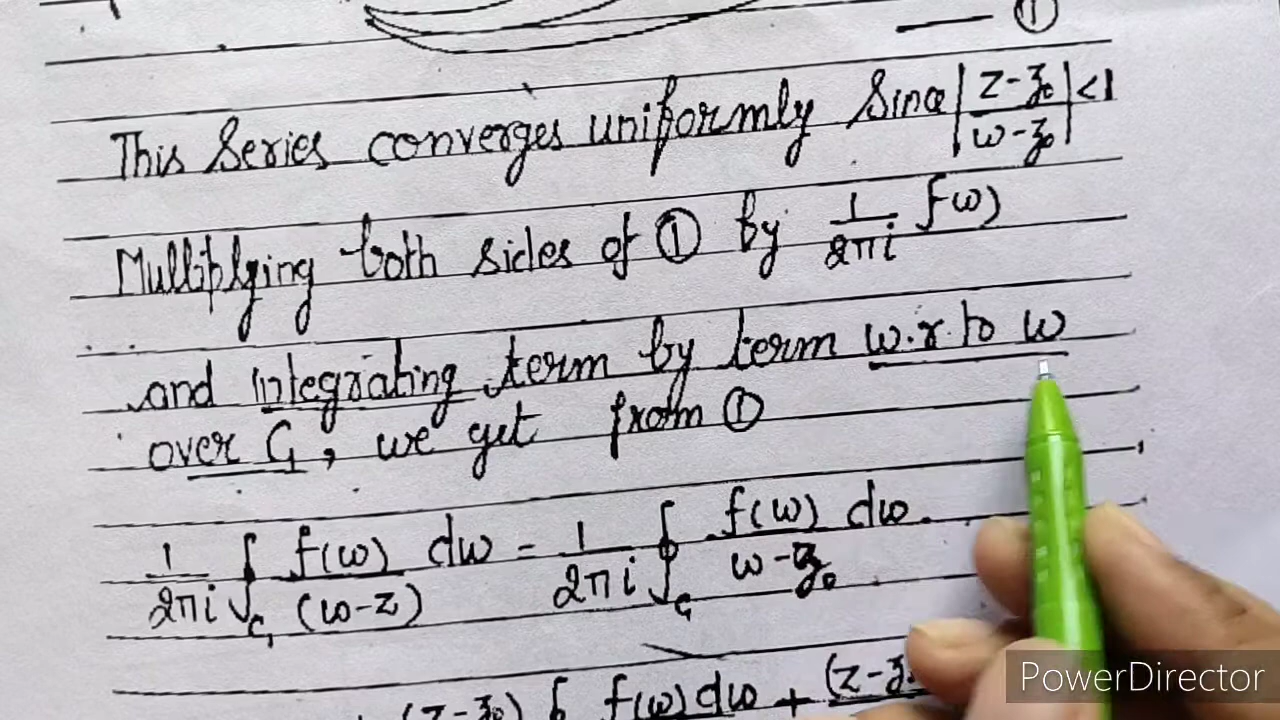 ①
This Series converges uniformly Since |z-z₀/w-z₀| < 1
Multiplying both sides of ① by 1/2πi f(w)
and integrating term by term w.r. to w
over C₁, we get from ①
1/2πi ∮C₁ f(w)/(w-z) dw = 1/2πi ∮C₁ f(w)/w-z₀ dw
(z-z₀) ∮ f(w) dw + (z-z₀
PowerDirector